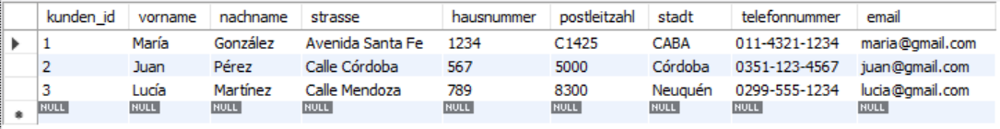 kunden_id vorname nachname strasse hausnummer postleitzahl stadt telefonnummer email
1 María González Avenida Santa Fe 1234 C1425 CABA 011-4321-1234 maria@gmail.com
2 Juan Pérez Calle Córdoba 567 5000 Córdoba 0351-123-4567 juan@gmail.com
3 Lucía Martínez Calle Mendoza 789 8300 Neuquén 0299-555-1234 lucia@gmail.com
NULL NULL NULL NULL NULL NULL NULL NULL NULL